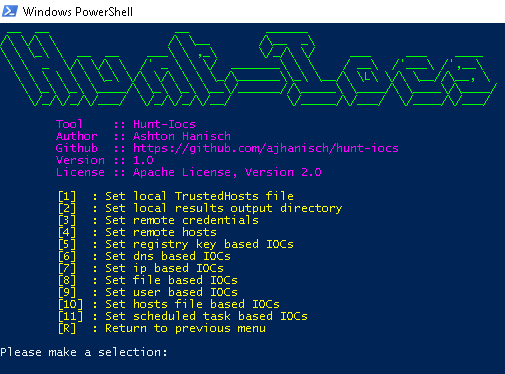 Windows PowerShell
Hunt-Iocs
Tool :: Hunt-Iocs
Author :: Ashton Hanisch
Github :: https://github.com/ajhanisch/hunt-iocs
Version :: 1.0
License :: Apache License, Version 2.0
[1] : Set local TrustedHosts file
[2] : Set local results output directory
[3] : Set remote credentials
[4] : Set remote hosts
[5] : Set registry key based IOCs
[6] : Set dns based IOCs
[7] : Set ip based IOCs
[8] : Set file based IOCs
[9] : Set user based IOCs
[10] : Set hosts file based IOCs
[11] : Set scheduled task based IOCs
[R] : Return to previous menu
Please make a selection: